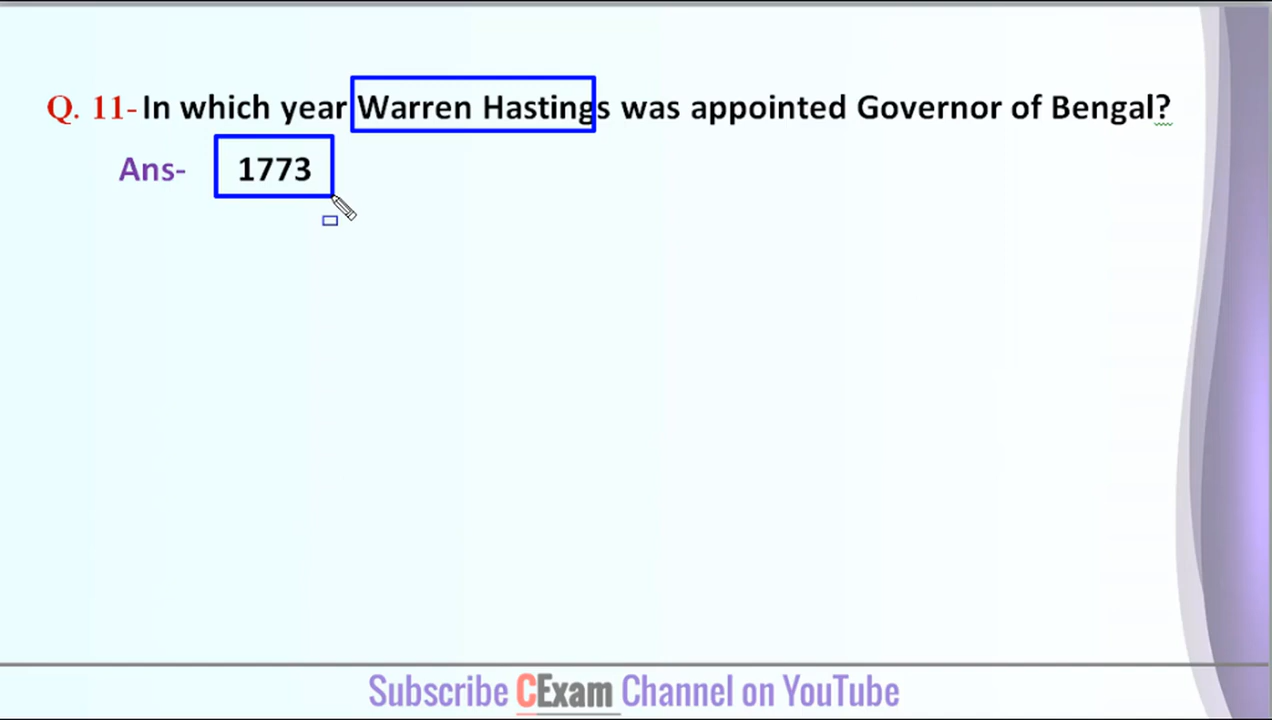 Q. 11- In which year Warren Hastings was appointed Governor of Bengal?
Ans- 1773
Subscribe CExam Channel on YouTube